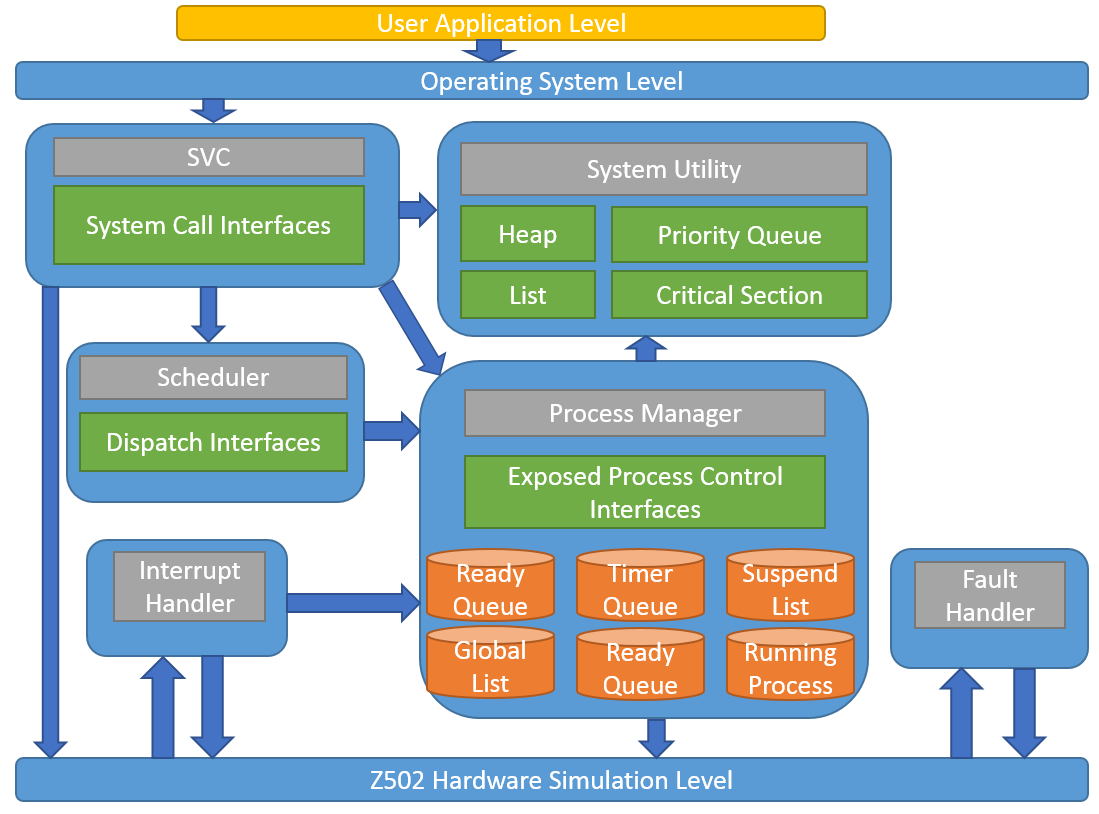 User Application Level
Operating System Level
SVC
System Call Interfaces
System Utility
Heap
Priority Queue
List
Critical Section
Scheduler
Dispatch Interfaces
Process Manager
Exposed Process Control
Interfaces
Interrupt
Handler
Ready
Queue
Timer
Queue
Suspend
List
Global
List
Ready
Queue
Running
Process
Fault
Handler
Z502 Hardware Simulation Level